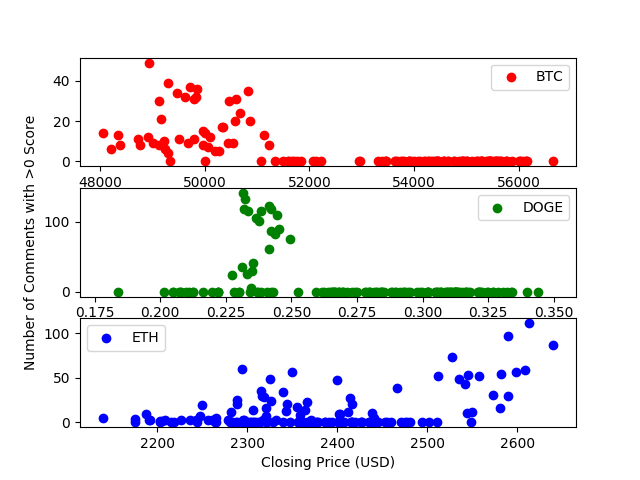 BTC
40
20
0
48000 50000 52000 54000 56000
DOGE
100
0
0.175 0.200 0.225 0.250 0.275 0.300 0.325 0.350
ETH
100
50
0
2200 2300 2400 2500 2600
Closing Price (USD)
Number of Comments with >0 Score